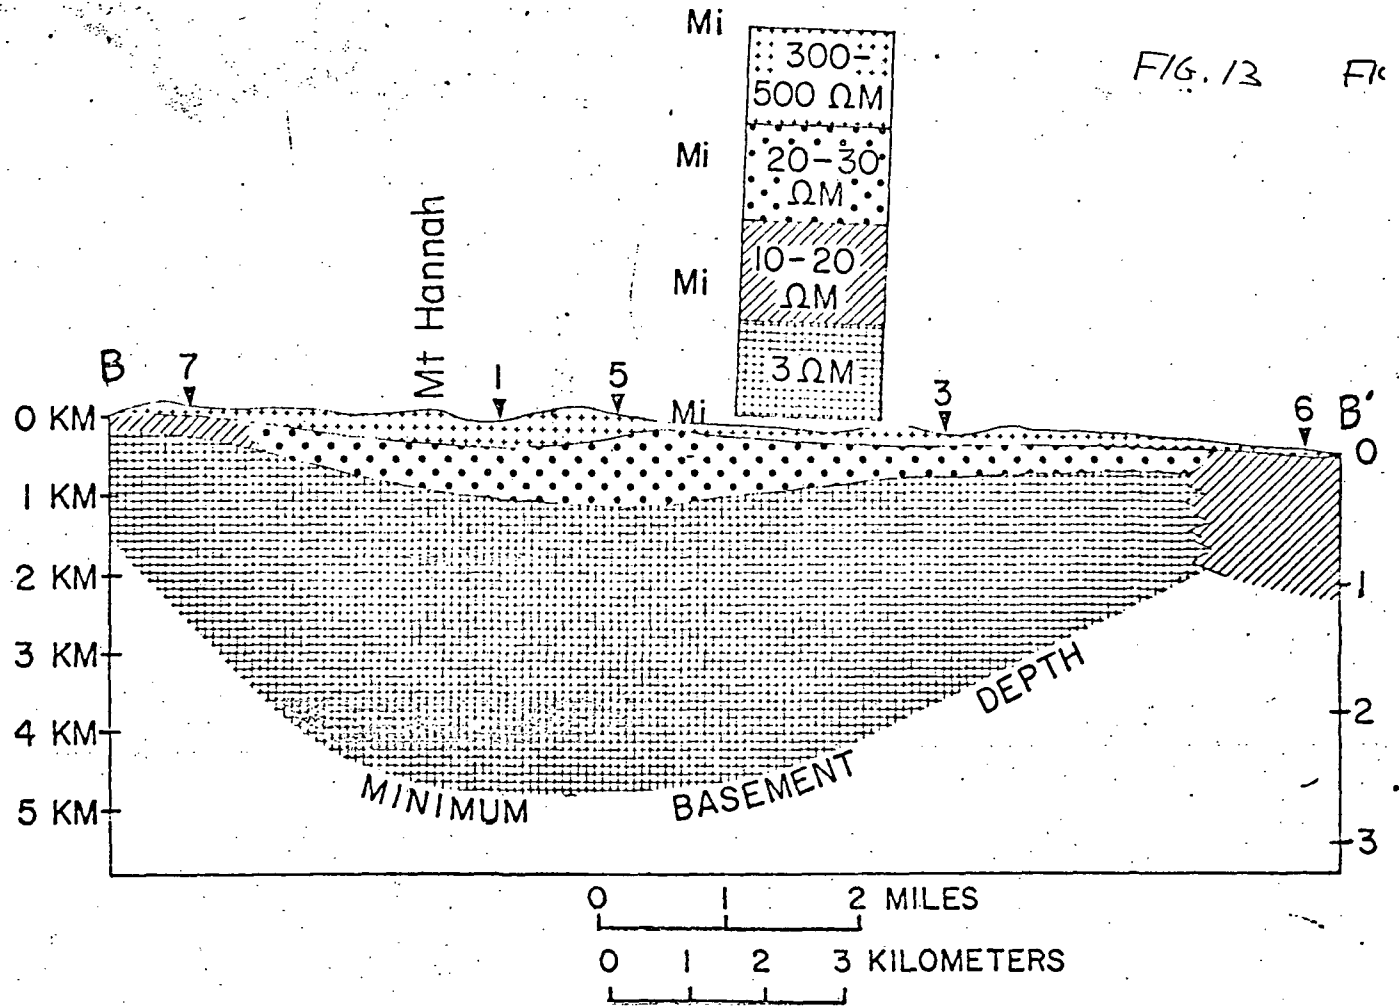 Mi
300-
500 ΩM
FIG. 13
Mi
20-30
ΩM
Mi
10-20
ΩM
3 ΩM
Mt Hannah
B 7 1 5 Mi 3 6 B'
0 KM 0
1 KM
2 KM 1
3 KM
DEPTH
4 KM 2
MINIMUM BASEMENT
5 KM
3
0 1 2 MILES
0 1 2 3 KILOMETERS